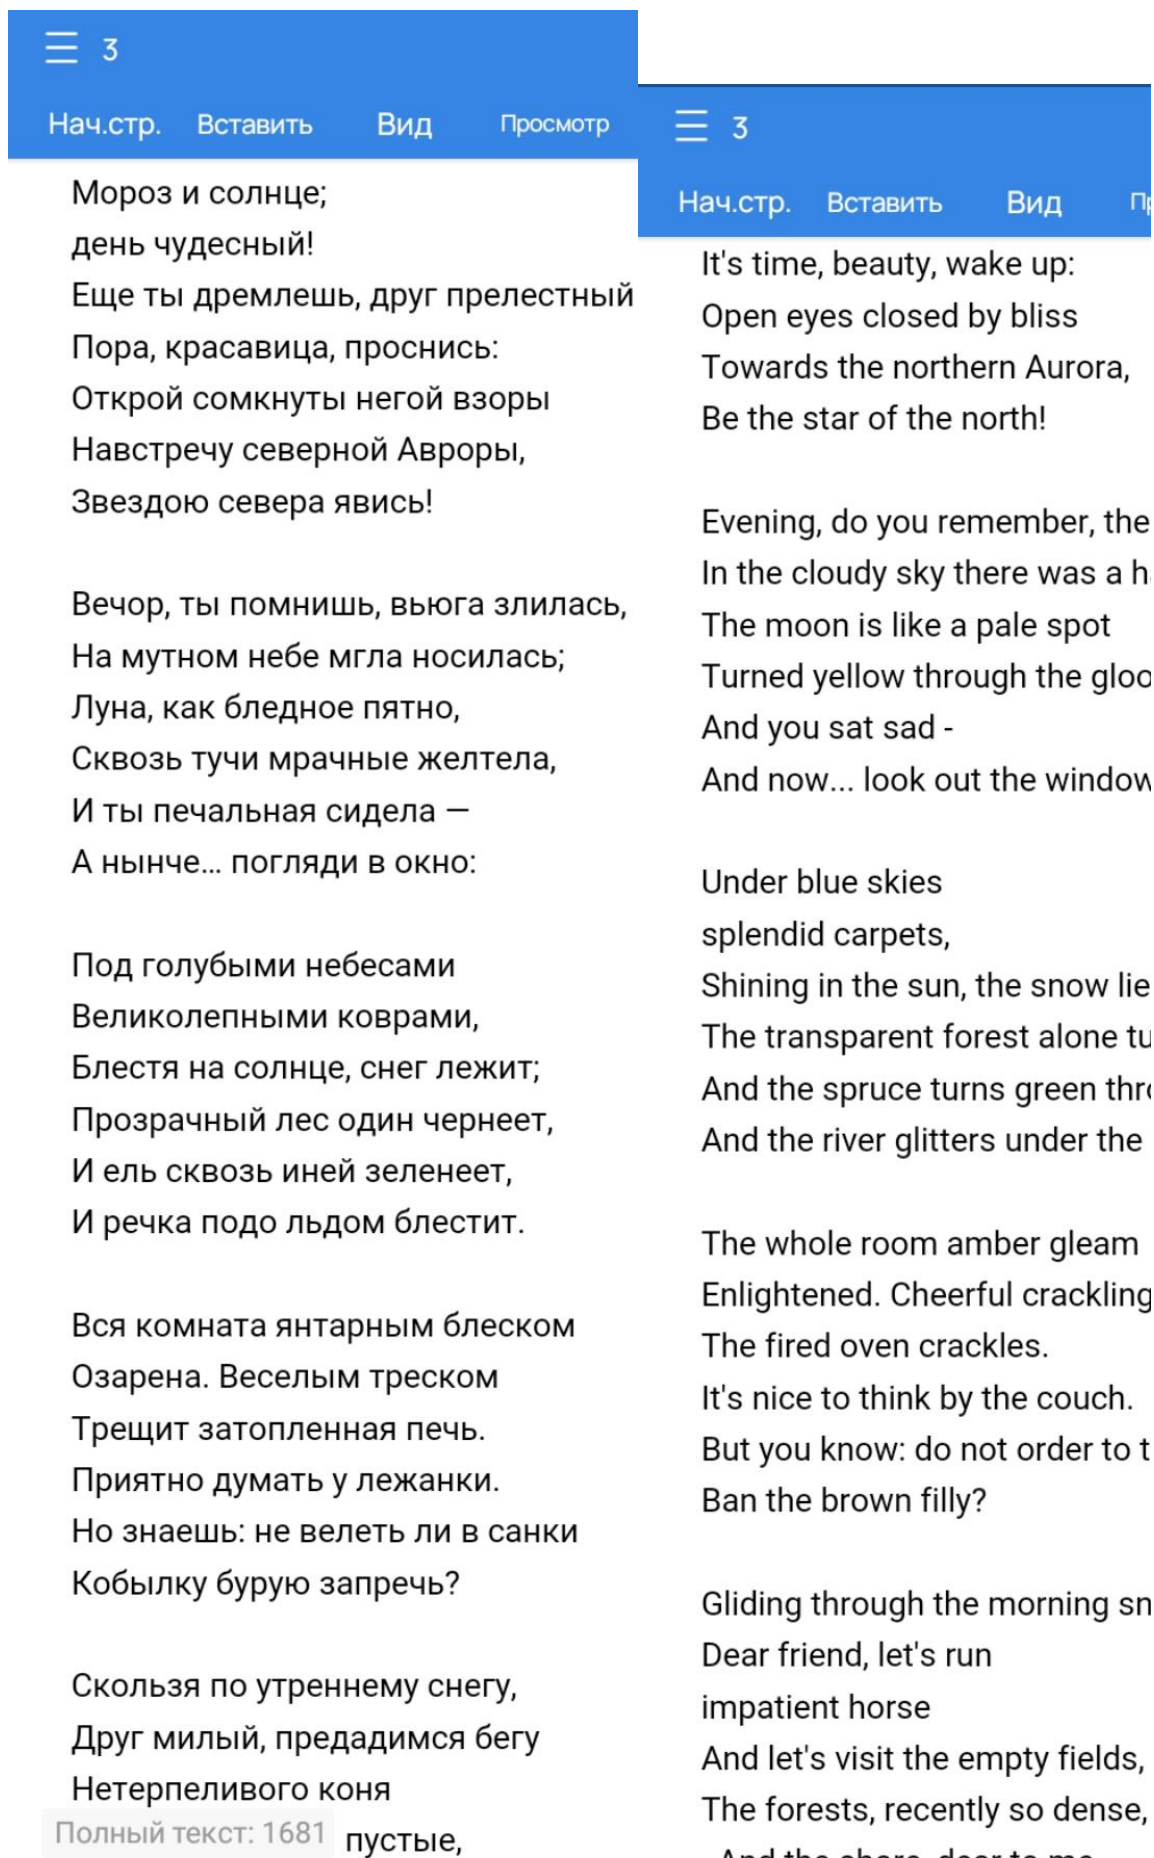 3
Нач.стр. Вставить Вид Просмотр
Мороз и солнце;
день чудесный!
Еще ты дремлешь, друг прелестный
Пора, красавица, проснись:
Открой сомкнуты негой взоры
Навстречу северной Авроры,
Звездою севера явись!
Вечор, ты помнишь, вьюга злилась,
На мутном небе мгла носилась;
Луна, как бледное пятно,
Сквозь тучи мрачные желтела,
И ты печальная сидела —
А нынче... погляди в окно:
Под голубыми небесами
Великолепными коврами,
Блестя на солнце, снег лежит;
Прозрачный лес один чернеет,
И ель сквозь иней зеленеет,
И речка подо льдом блестит.
Вся комната янтарным блеском
Озарена. Веселым треском
Трещит затопленная печь.
Приятно думать у лежанки.
Но знаешь: не велеть ли в санки
Кобылку бурую запречь?
Скользя по утреннему снегу,
Друг милый, предадимся бегу
Нетерпеливого коня
Полный текст: 1681 пустые,
3
Нач.стр. Вставить Вид
It's time, beauty, wake up:
Open eyes closed by bliss
Towards the northern Aurora,
Be the star of the north!
Evening, do you remember, the
In the cloudy sky there was a
The moon is like a pale spot
Turned yellow through the
And you sat sad -
And now... look out the window
Under blue skies
splendid carpets,
Shining in the sun, the snow
The transparent forest alone
And the spruce turns green
And the river glitters under the
The whole room amber gleam
Enlightened. Cheerful crackling
The fired oven crackles.
It's nice to think by the couch.
But you know: do not order to
Ban the brown filly?
Gliding through the morning
Dear friend, let's run
impatient horse
And let's visit the empty fields,
The forests, recently so dense,
And the shore, dear to me